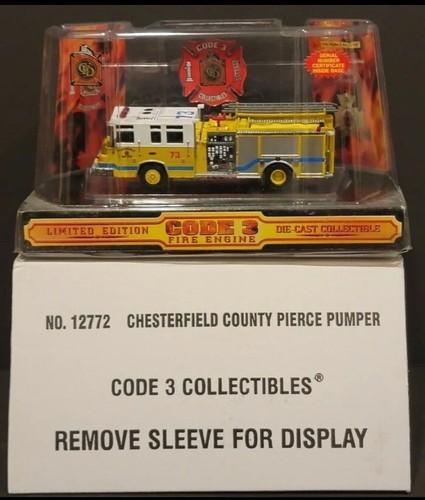 CODE 3
COLLECTIBLES
SERIAL
NUMBER
CERTIFICATE
INSIDE BASE
73
LIMITED EDITION
CODE 3
FIRE ENGINE
DIE-CAST COLLECTIBLE
NO. 12772 CHESTERFIELD COUNTY PIERCE PUMPER
CODE 3 COLLECTIBLES®
REMOVE SLEEVE FOR DISPLAY